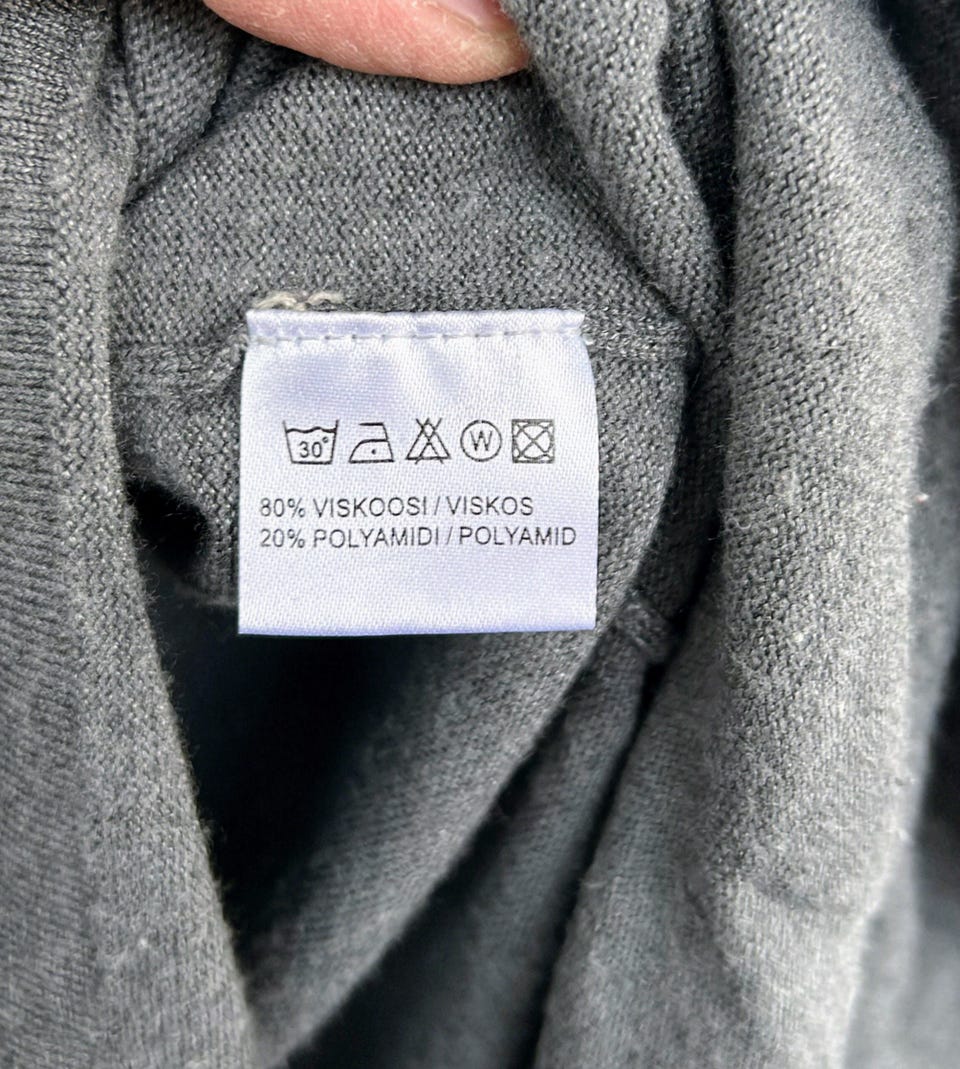 30°
W
80% VISKOOSI / VISKOS
20% POLYAMIDI / POLYAMID